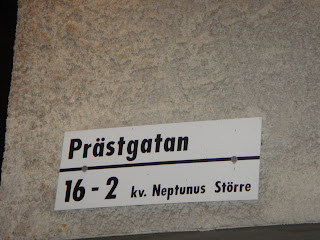 Prästgatan
16 - 2 kv. Neptunus Större